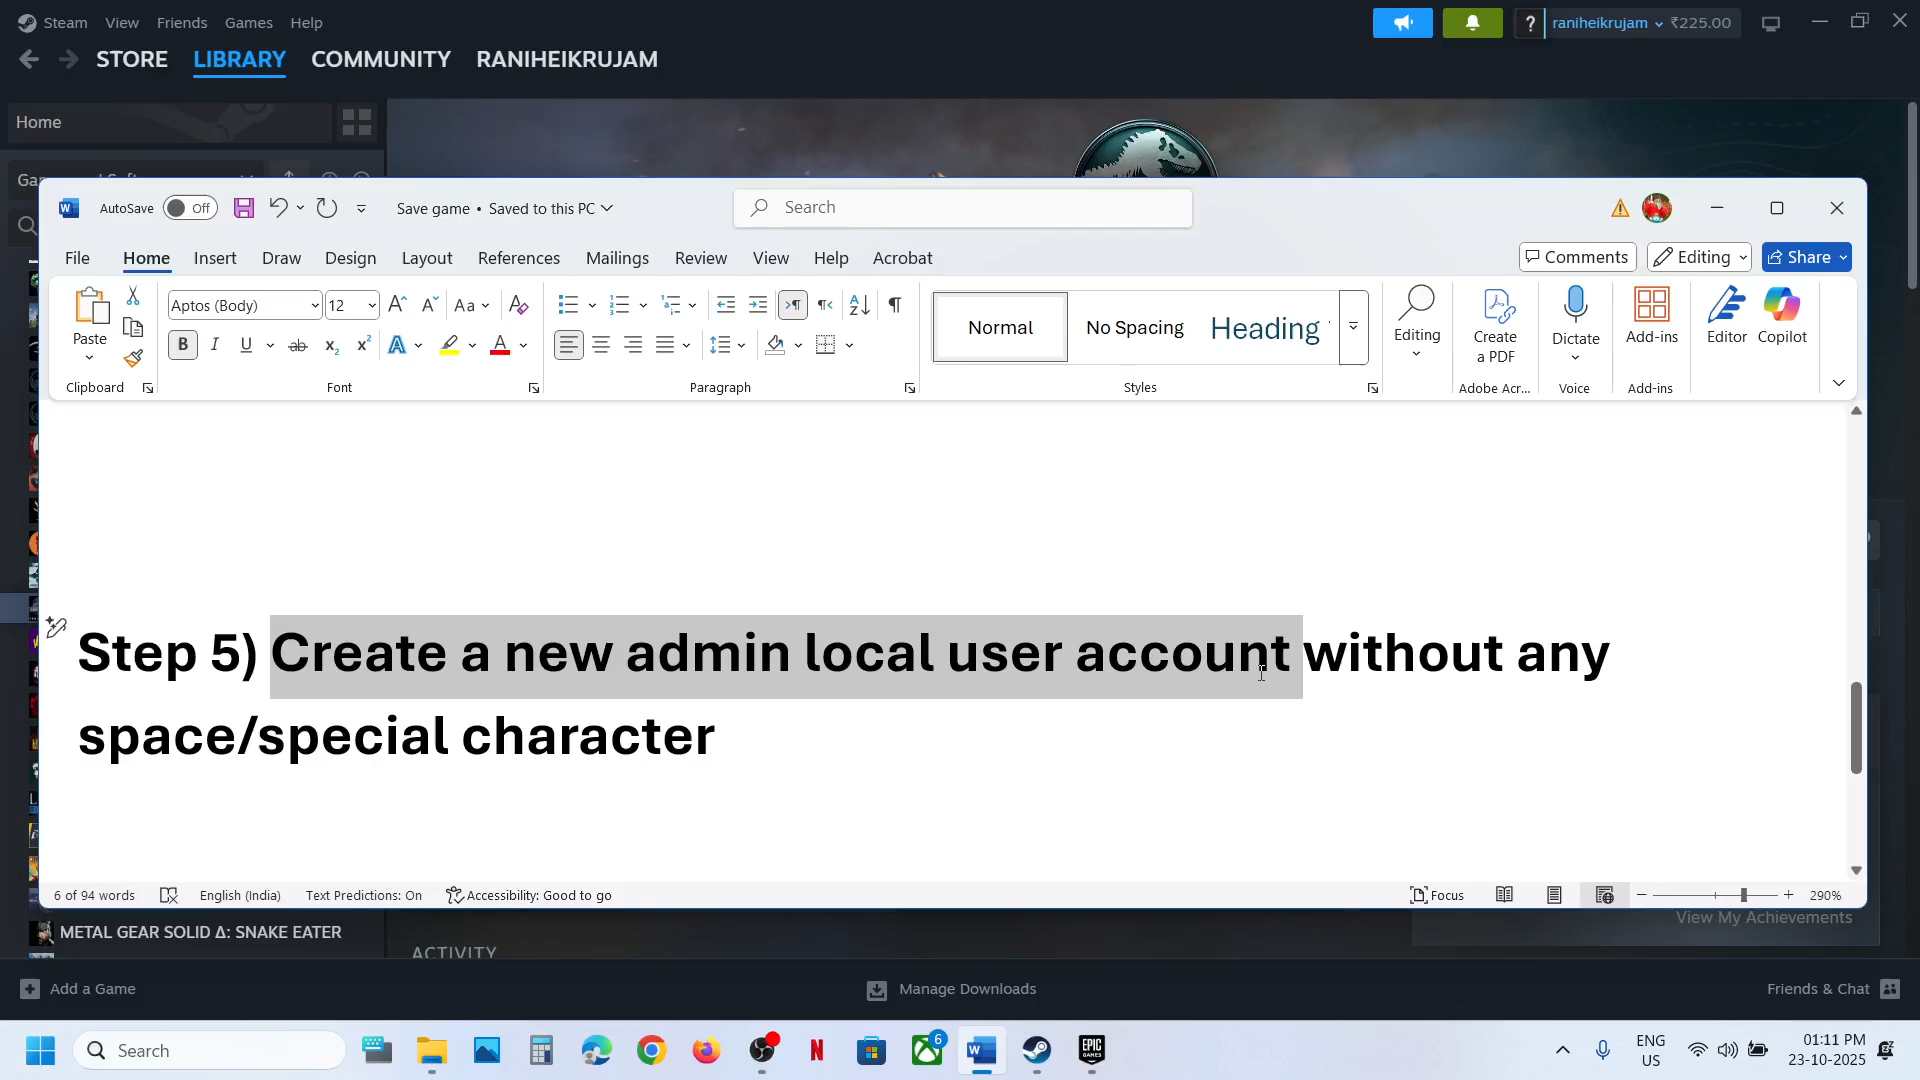 Steam View Friends Games Help
raniheikrujam ₹225.00
STORE LIBRARY COMMUNITY RANIHEIKRUJAM
Home
AutoSave Off
Save game • Saved to this PC
Search
File Home Insert Draw Design Layout References Mailings Review View Help Acrobat
Comments Editing Share
Aptos (Body) 12
Paste
Normal No Spacing Heading
Editing
Create a PDF
Dictate
Add-ins
Editor
Copilot
Clipboard Font Paragraph Styles Adobe Acr... Voice Add-ins
Step 5) Create a new admin local user account without any
space/special character
6 of 94 words English (India) Text Predictions: On Accessibility: Good to go
Focus 290%
View My Achievements
METAL GEAR SOLID Δ: SNAKE EATER
ACTIVITY
Add a Game Manage Downloads Friends & Chat
Search
6
EPIC GAMES
ENG
US
01:11 PM
23-10-2025